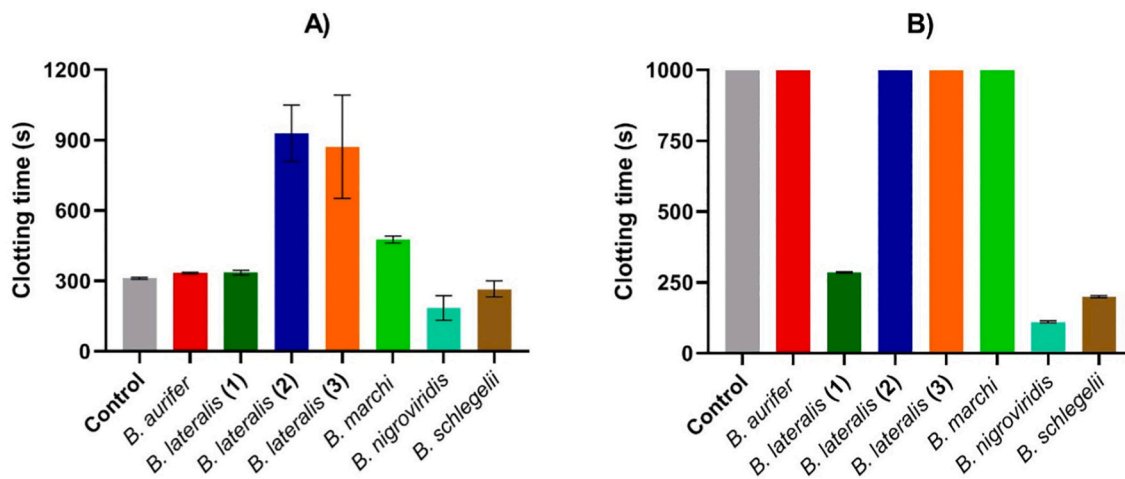 A)
Clotting time (s)
1200
900
600
300
0
Control
B. aurifer
B. lateralis (1)
B. lateralis (2)
B. lateralis (3)
B. marchi
B. nigroviridis
B. schlegelii
B)
Clotting time (s)
1000
750
500
250
0
Control
B. aurifer
B. lateralis (1)
B. lateralis (2)
B. lateralis (3)
B. marchi
B. nigroviridis
B. schlegelii